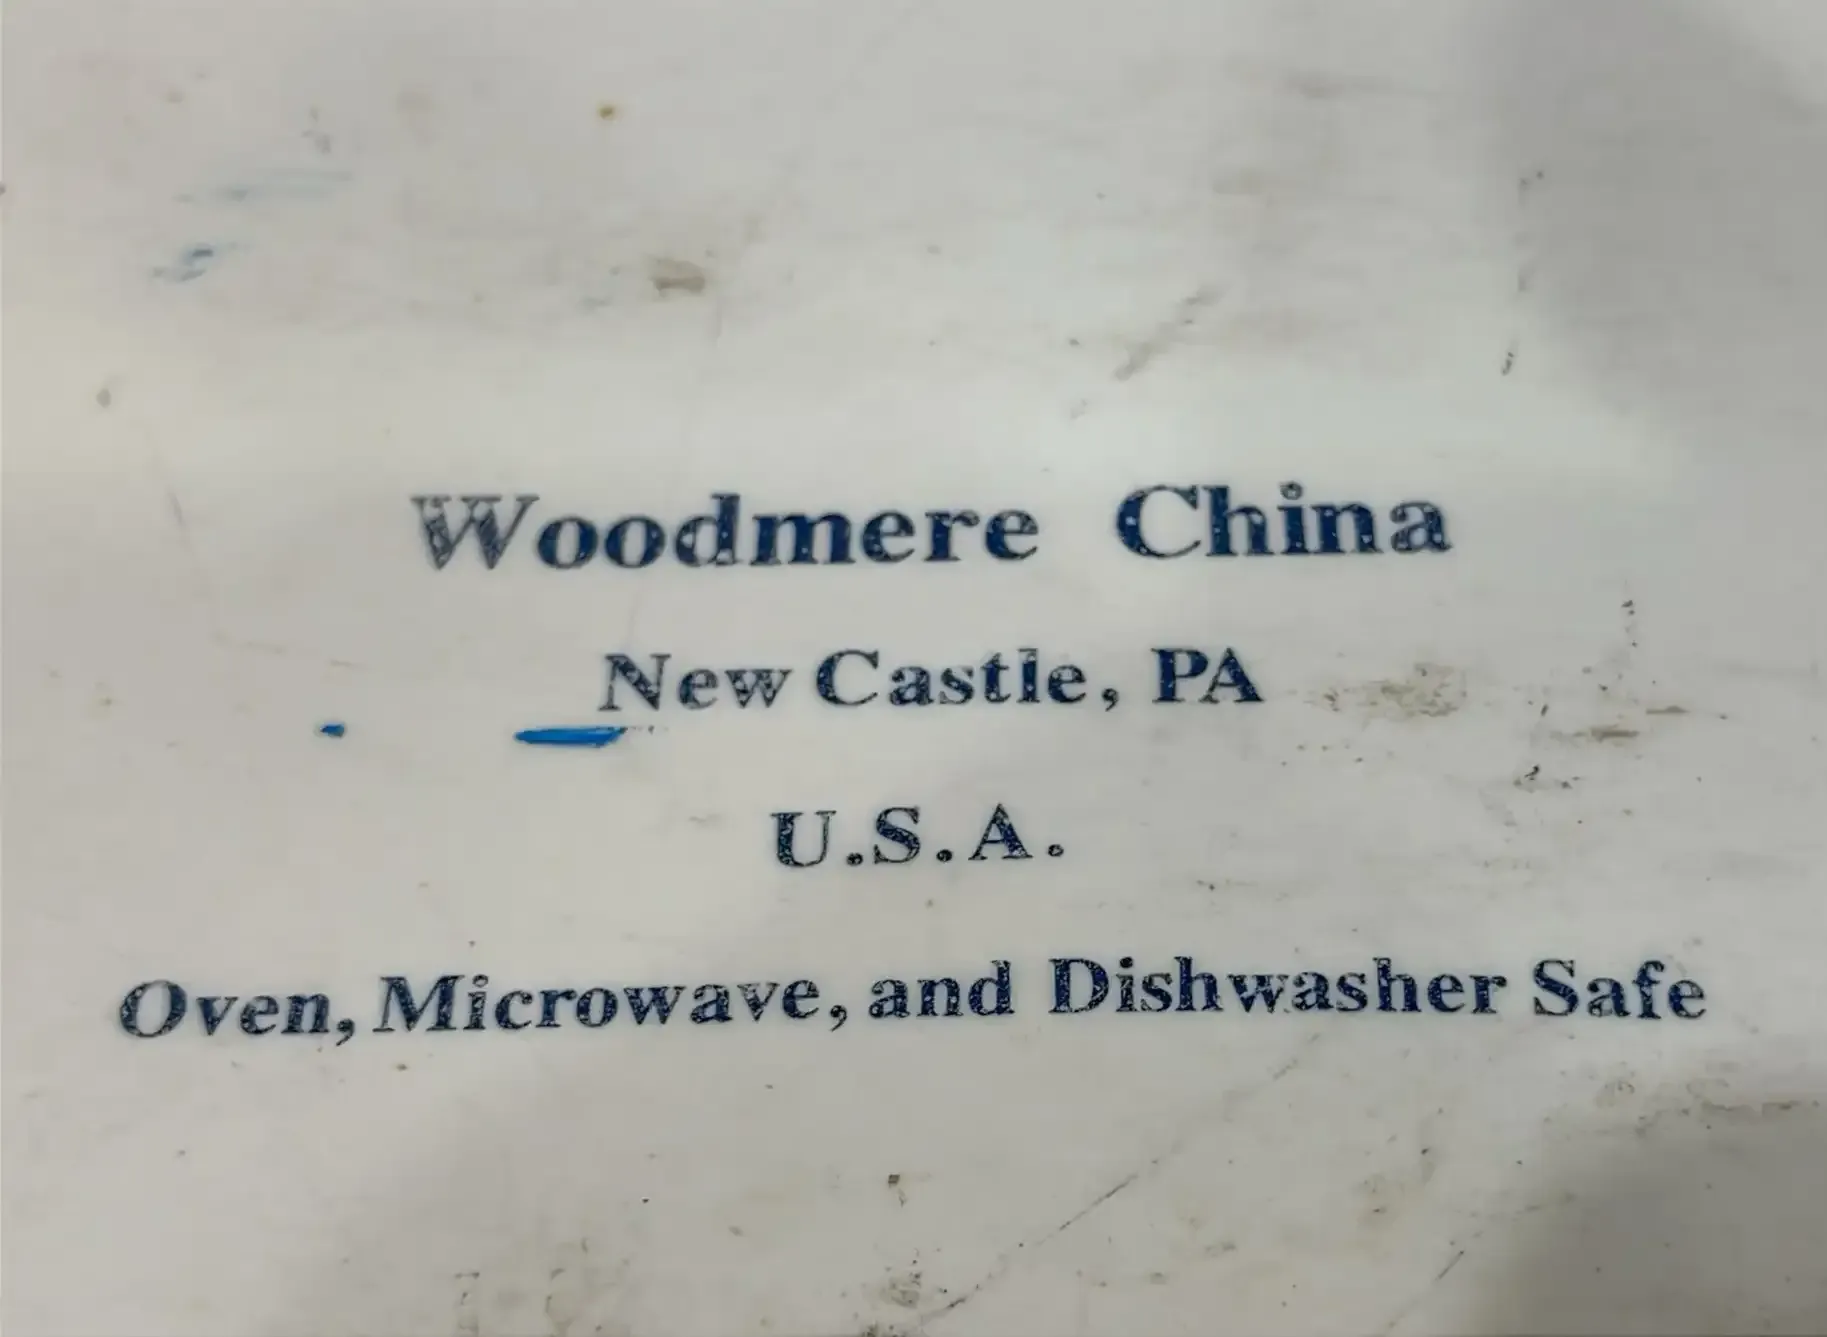 Woodmere China
New Castle, PA
U.S.A.
Oven, Microwave, and Dishwasher Safe